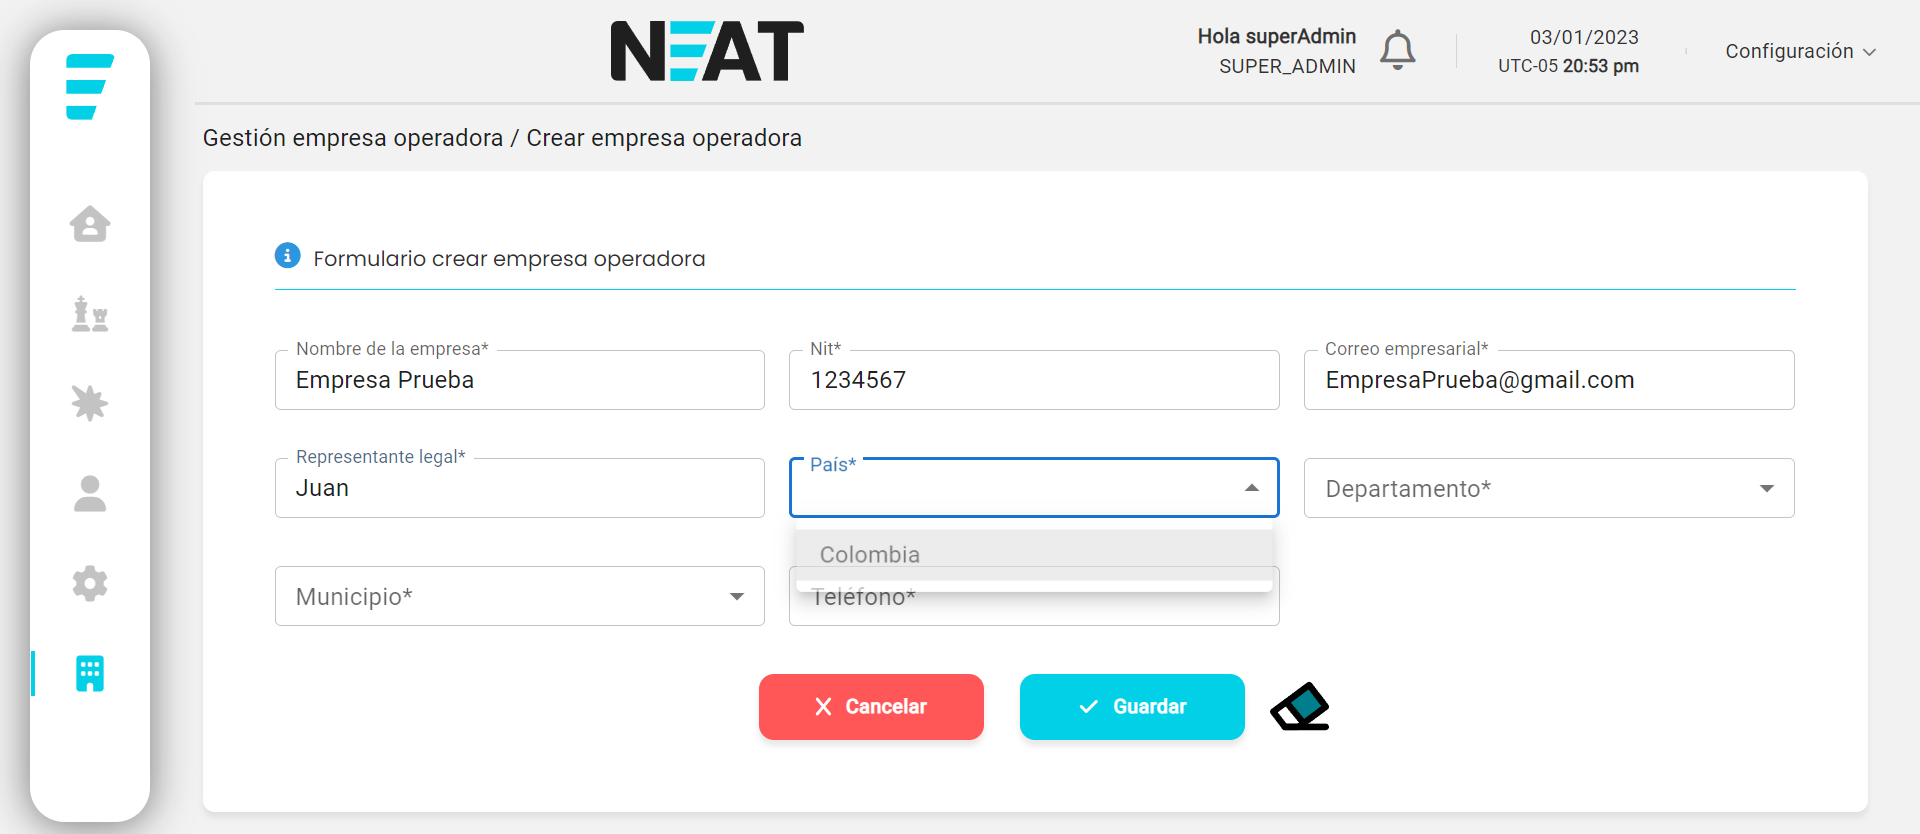 NEAT
Hola superAdmin
SUPER_ADMIN
03/01/2023
UTC-05 20:53 pm
Configuración
Gestión empresa operadora / Crear empresa operadora
Formulario crear empresa operadora
Nombre de la empresa*
Empresa Prueba
Nit*
1234567
Correo empresarial*
EmpresaPrueba@gmail.com
Representante legal*
Juan
País*
Departamento*
Colombia
Municipio*
Teléfono*
Cancelar
Guardar